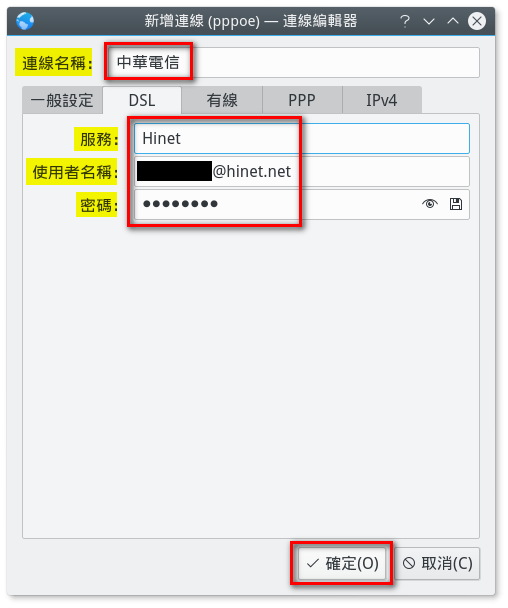 新增連線 (pppoe) — 連線編輯器
連線名稱: 中華電信
一般設定 DSL 有線 PPP IPv4
服務: Hinet
使用者名稱: @hinet.net
密碼: ●●●●●●●●
確定(O) 取消(C)